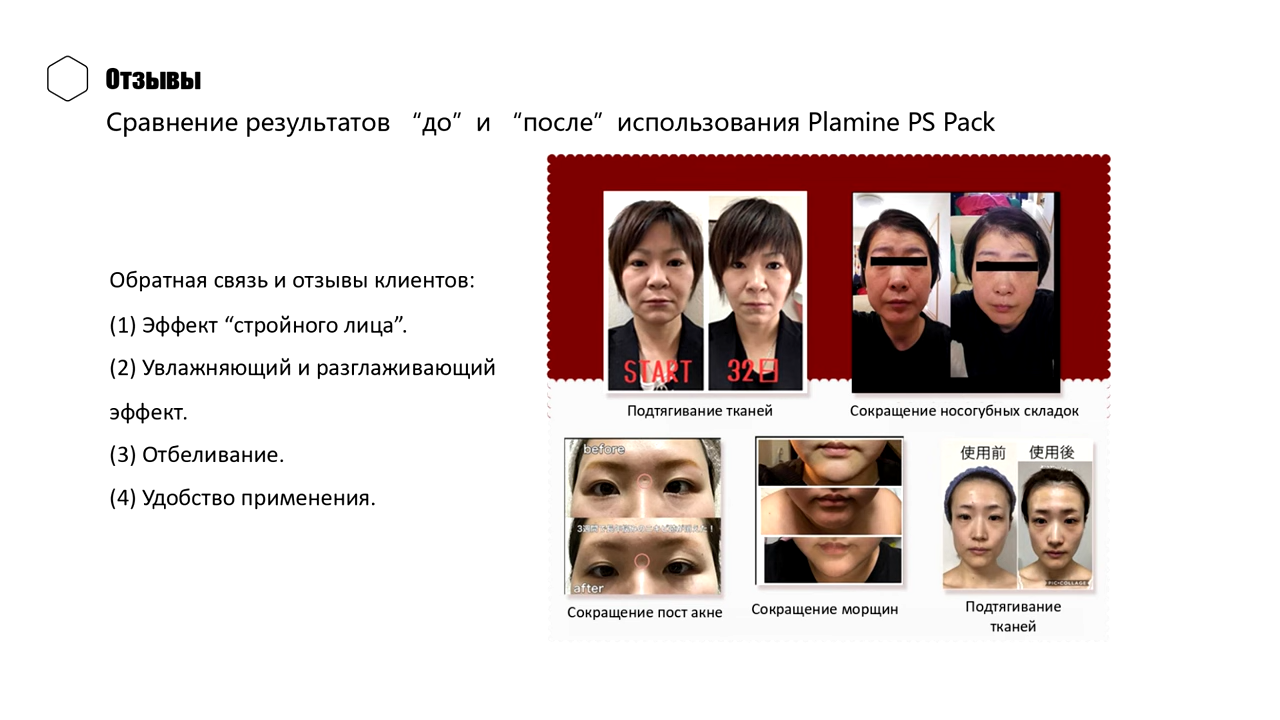 Отзывы
Сравнение результатов “до” и “после” использования Plamine PS Pack
Обратная связь и отзывы клиентов:
(1) Эффект “стройного лица”.
(2) Увлажняющий и разглаживающий
эффект.
(3) Отбеливание.
(4) Удобство применения.
START
32日
Подтягивание тканей
Сокращение носогубных складок
before
after
使用前
使用後
PIC•COLLAGE
Сокращение пост акне
Сокращение морщин
Подтягивание
тканей